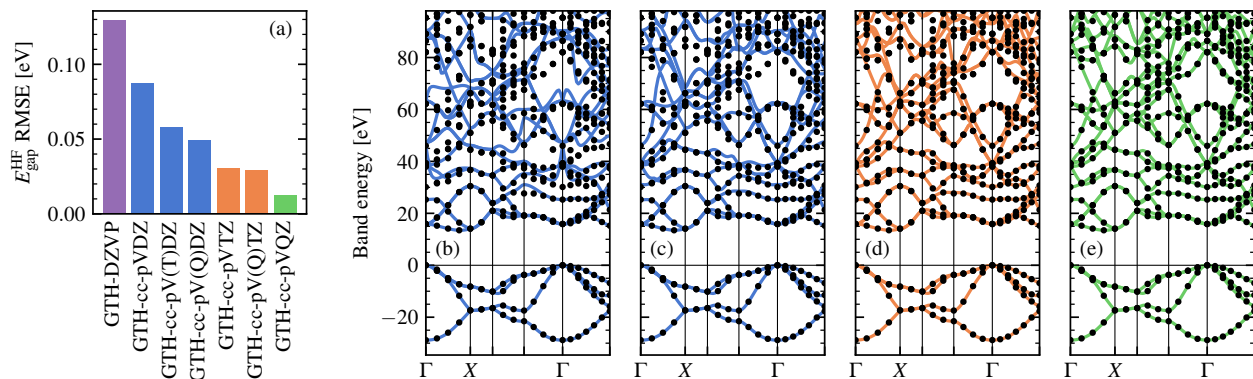 (a)
E_gap^HF RMSE [eV]
0.10
0.05
0.00
GTH-DZVP
GTH-cc-pVDZ
GTH-cc-pV(T)DZ
GTH-cc-pV(Q)DZ
GTH-cc-pVTZ
GTH-cc-pV(Q)TZ
GTH-cc-pVQZ
Band energy [eV]
80
60
40
20
0
−20
(b)
(c)
(d)
(e)
Γ X Γ
Γ X Γ
Γ X Γ
Γ X Γ